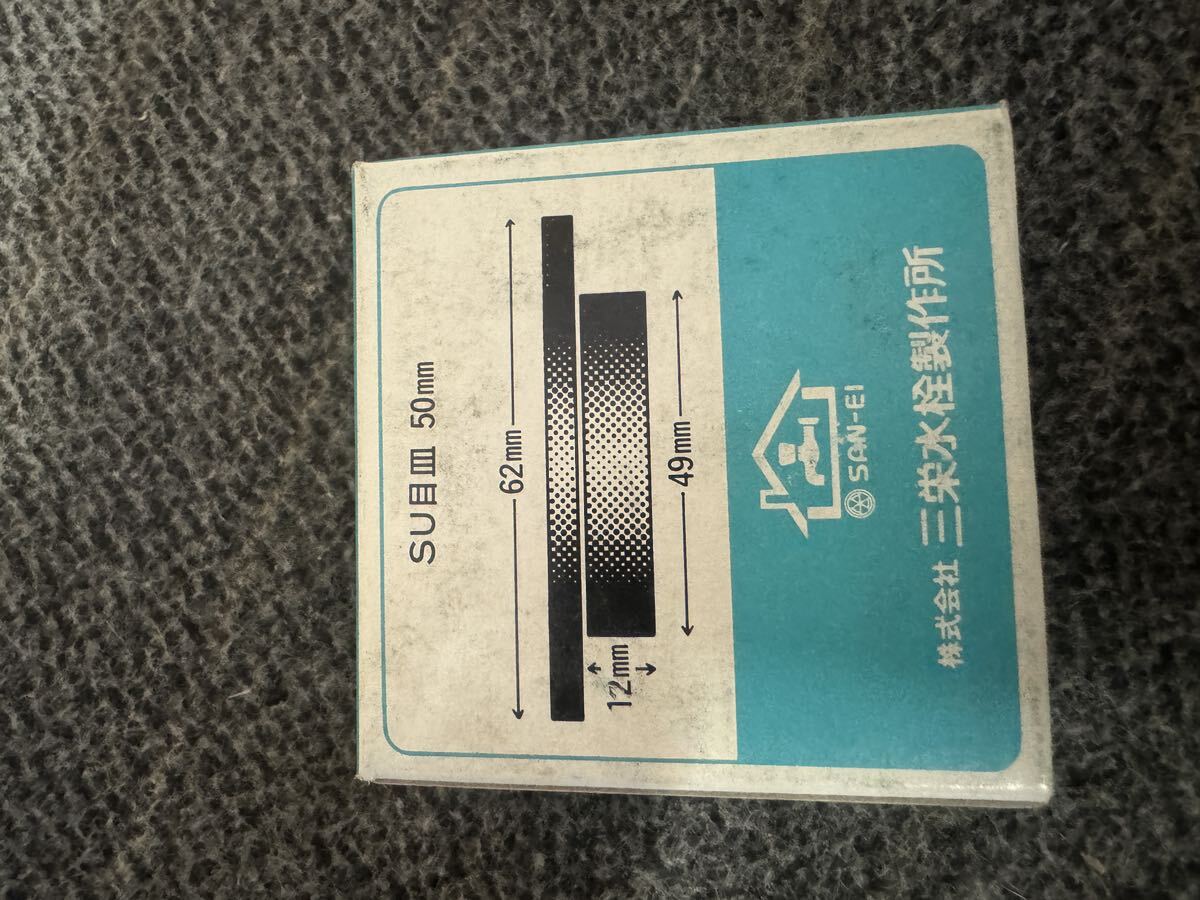 SU目皿 50mm
62mm
12mm
49mm
SAN-EI
株式会社 三栄水栓製作所